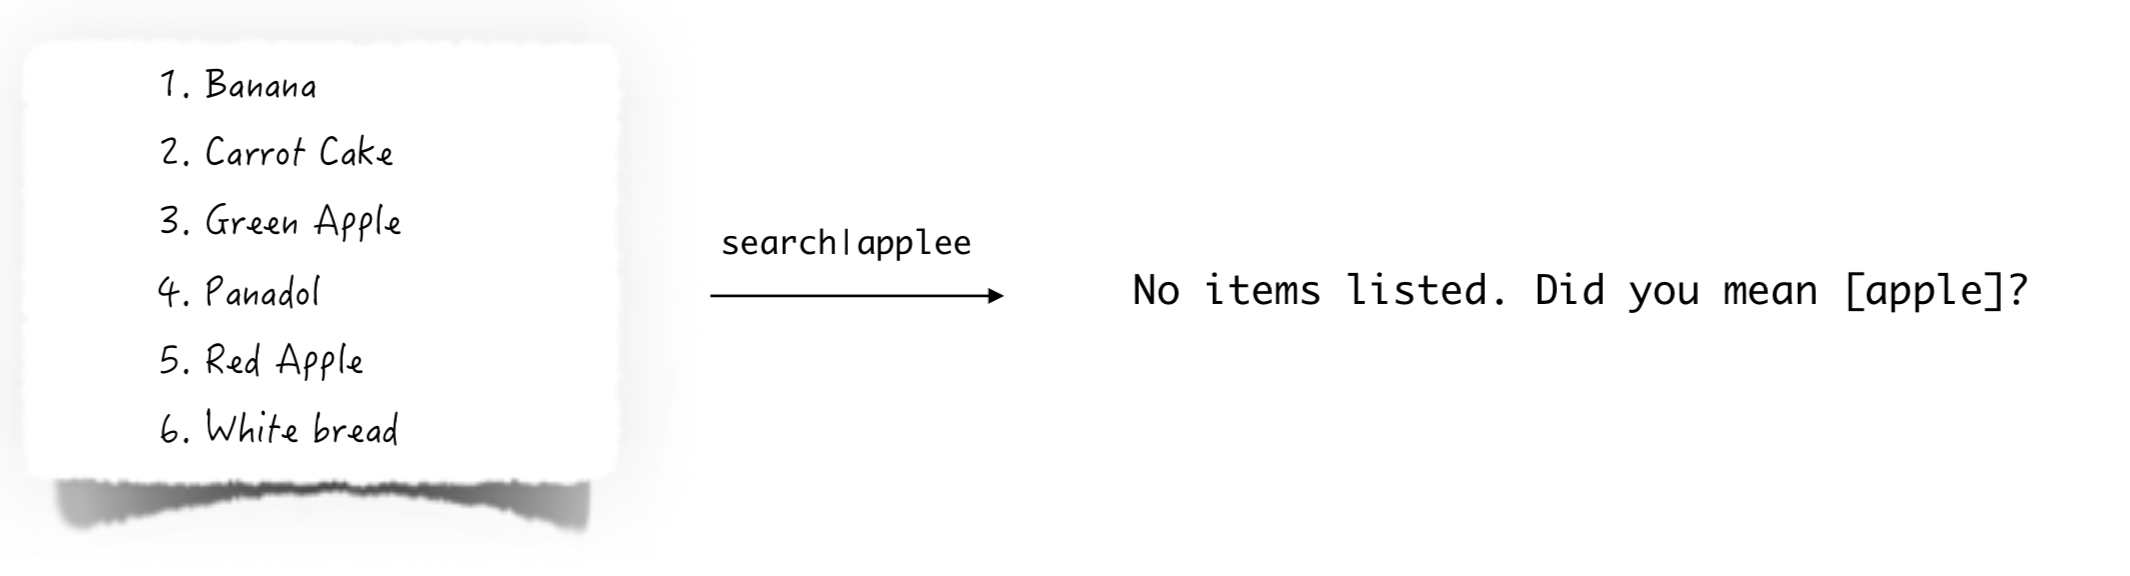 1. Banana
2. Carrot Cake
3. Green Apple
4. Panadol
5. Red Apple
6. White bread
search|applee
No items listed. Did you mean [apple]?